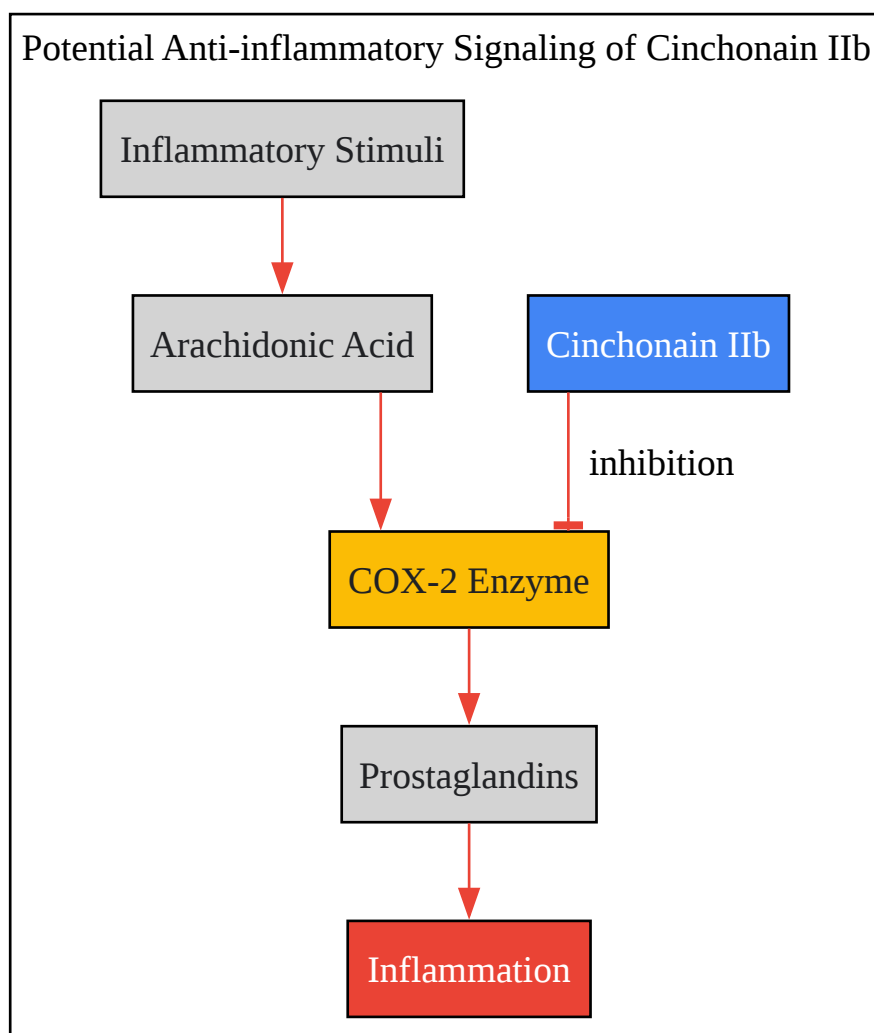 Potential Anti-inflammatory Signaling of Cinchonain IIb
Inflammatory Stimuli
Arachidonic Acid
Cinchonain IIb
inhibition
COX-2 Enzyme
Prostaglandins
Inflammation